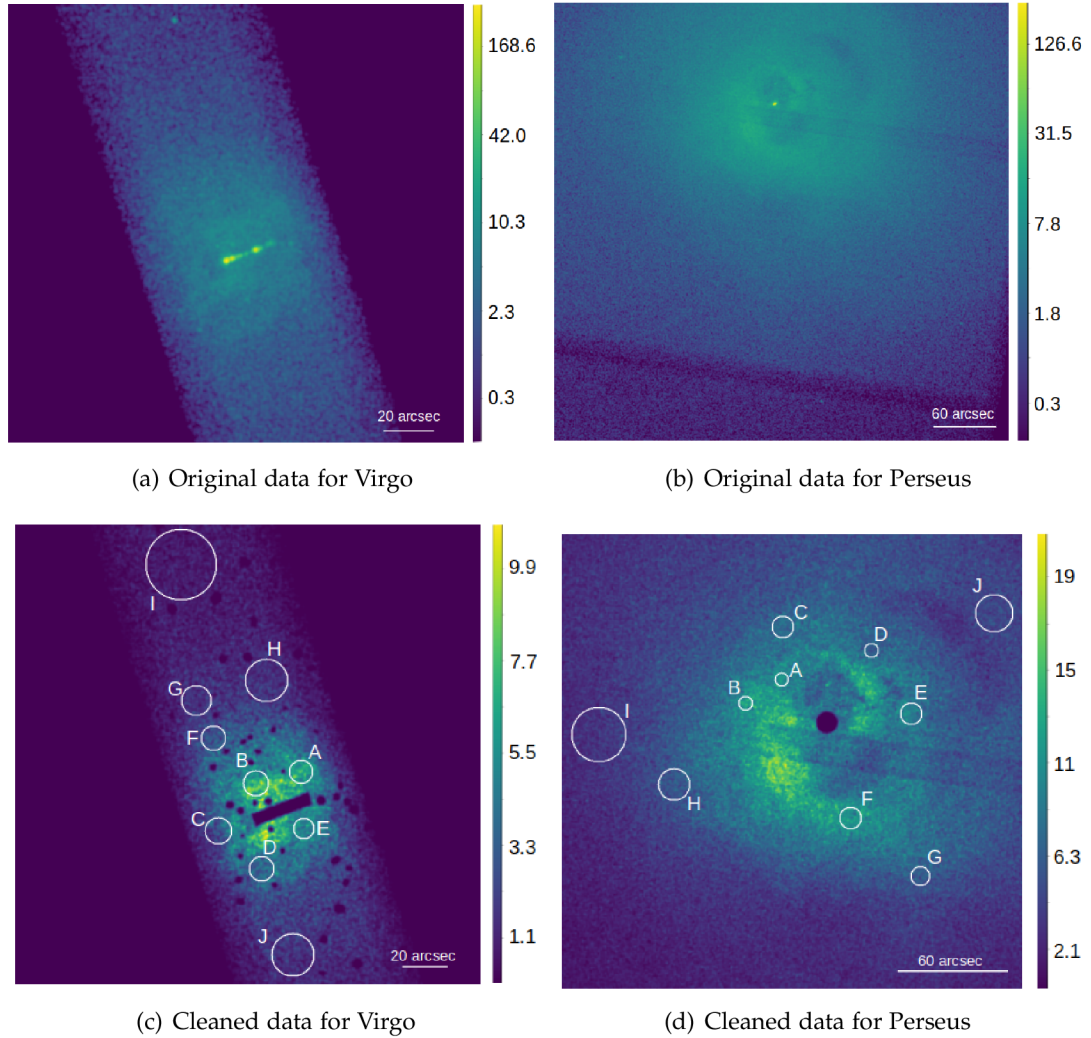 168.6
42.0
10.3
2.3
0.3
20 arcsec
126.6
31.5
7.8
1.8
0.3
60 arcsec
(a) Original data for Virgo
(b) Original data for Perseus
I
H
G
F
B
A
C
E
D
J
20 arcsec
9.9
7.7
5.5
3.3
1.1
J
C
D
A
B
E
I
H
F
G
60 arcsec
19
15
11
6.3
2.1
(c) Cleaned data for Virgo
(d) Cleaned data for Perseus